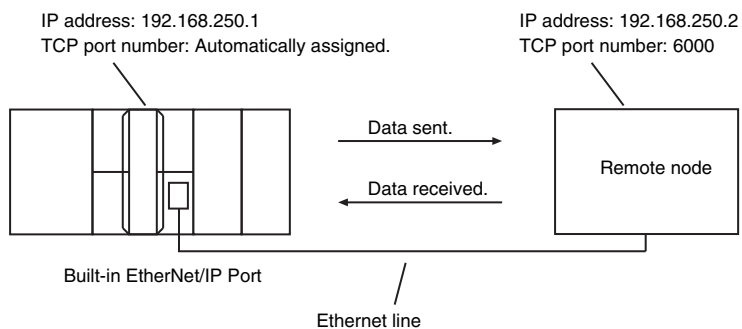 IP address: 192.168.250.1
TCP port number: Automatically assigned.
IP address: 192.168.250.2
TCP port number: 6000
Data sent.
Remote node
Data received.
Built-in EtherNet/IP Port
Ethernet line